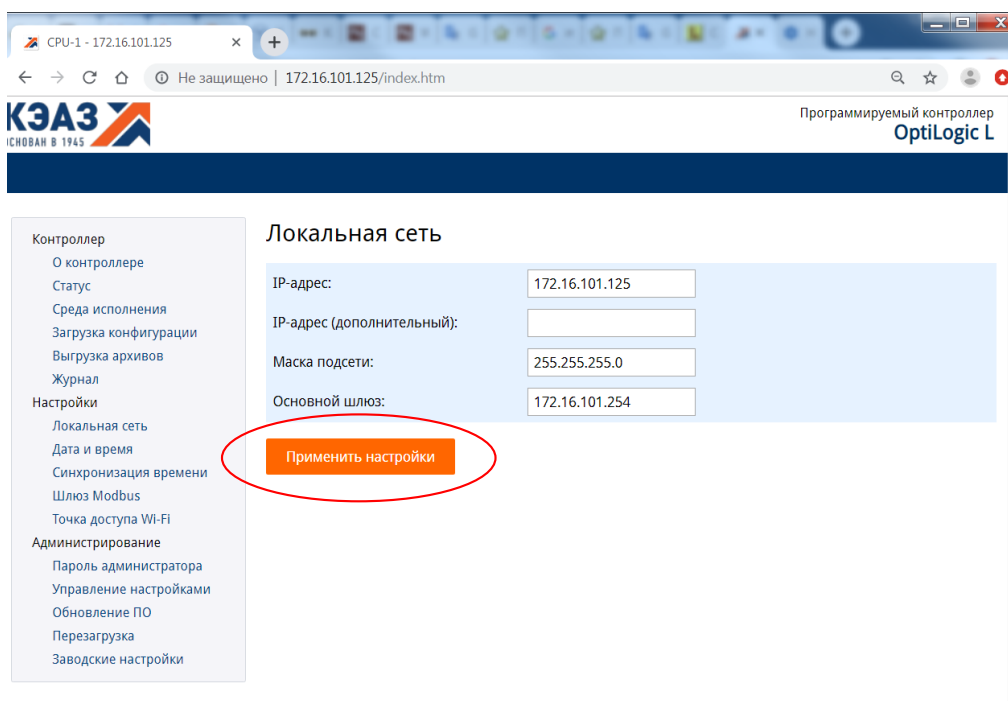 CPU-1 - 172.16.101.125
Не защищено | 172.16.101.125/index.htm
КЭАЗ
ОСНОВАН В 1945
Программируемый контроллер
OptiLogic L
Контроллер
О контроллере
Статус
Среда исполнения
Загрузка конфигурации
Выгрузка архивов
Журнал
Настройки
Локальная сеть
Дата и время
Синхронизация времени
Шлюз Modbus
Точка доступа Wi-Fi
Администрирование
Пароль администратора
Управление настройками
Обновление ПО
Перезагрузка
Заводские настройки
Локальная сеть
IP-адрес: 172.16.101.125
IP-адрес (дополнительный):
Маска подсети: 255.255.255.0
Основной шлюз: 172.16.101.254
Применить настройки